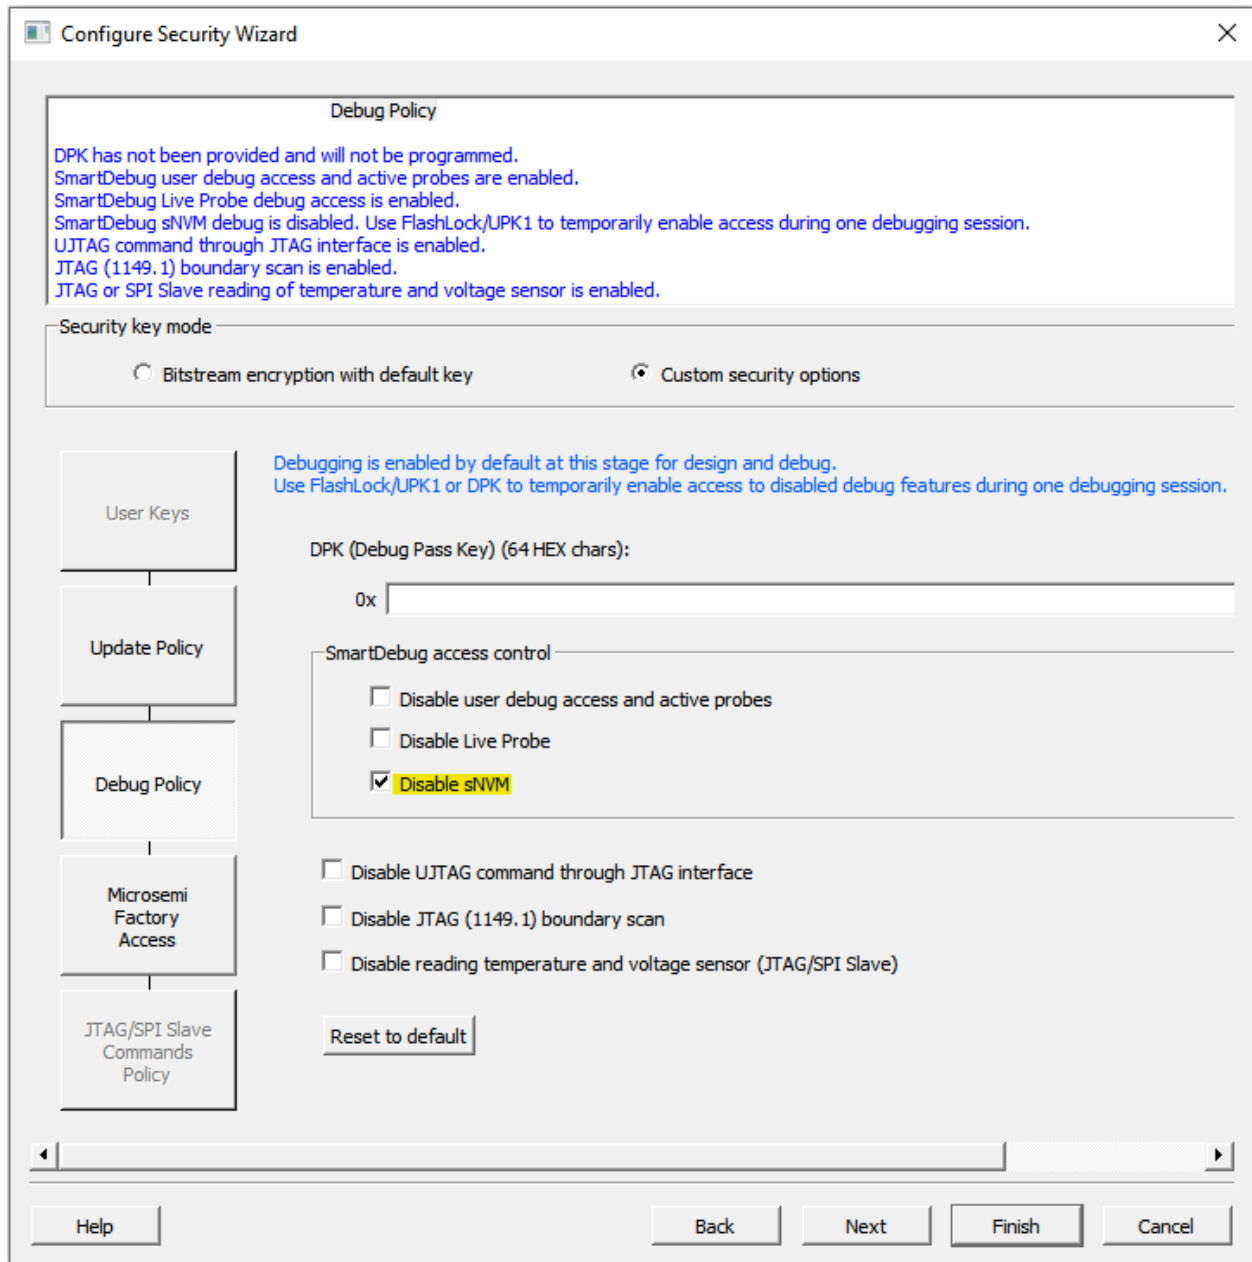 Configure Security Wizard
Debug Policy
DPK has not been provided and will not be programmed.
SmartDebug user debug access and active probes are enabled.
SmartDebug Live Probe debug access is enabled.
SmartDebug sNVM debug is disabled. Use FlashLock/UPK1 to temporarily enable access during one debugging session.
UJTAG command through JTAG interface is enabled.
JTAG (1149.1) boundary scan is enabled.
JTAG or SPI Slave reading of temperature and voltage sensor is enabled.
Security key mode
Bitstream encryption with default key
Custom security options
User Keys
Update Policy
Debug Policy
Microsemi
Factory
Access
JTAG/SPI Slave
Commands
Policy
Debugging is enabled by default at this stage for design and debug.
Use FlashLock/UPK1 or DPK to temporarily enable access to disabled debug features during one debugging session.
DPK (Debug Pass Key) (64 HEX chars):
0x
SmartDebug access control
Disable user debug access and active probes
Disable Live Probe
Disable sNVM
Disable UJTAG command through JTAG interface
Disable JTAG (1149.1) boundary scan
Disable reading temperature and voltage sensor (JTAG/SPI Slave)
Reset to default
Help
Back
Next
Finish
Cancel